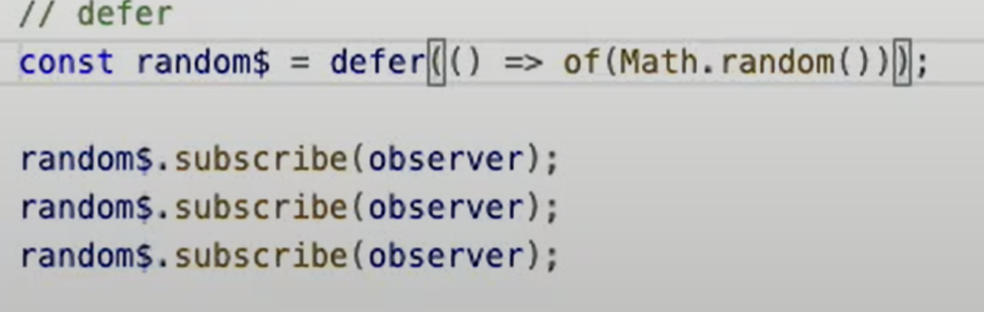 // defer
const random$ = defer(() => of(Math.random()));
random$.subscribe(observer);
random$.subscribe(observer);
random$.subscribe(observer);